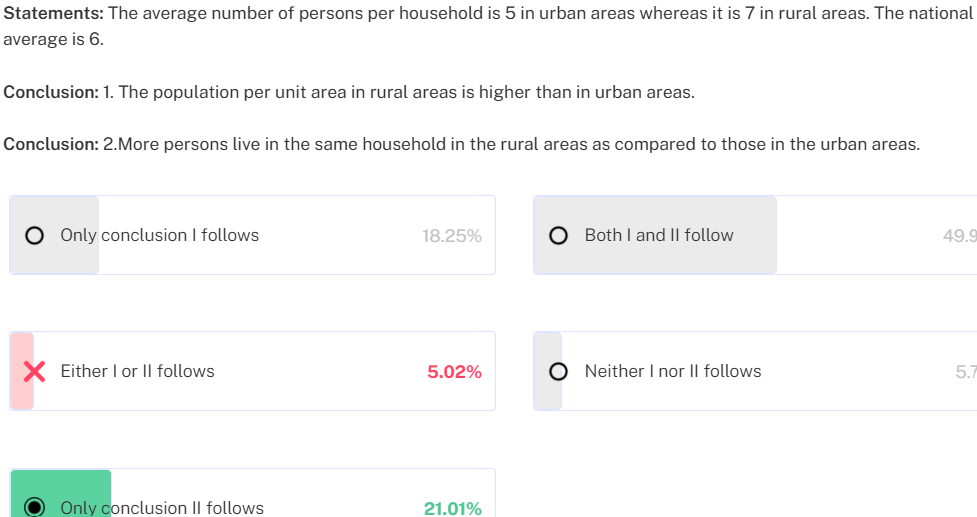 Statements: The average number of persons per household is 5 in urban areas whereas it is 7 in rural areas. The national
average is 6.
Conclusion: 1. The population per unit area in rural areas is higher than in urban areas.
Conclusion: 2.More persons live in the same household in the rural areas as compared to those in the urban areas.
Only conclusion I follows 18.25%
Both I and II follow 49.9
Either I or II follows 5.02%
Neither I nor II follows 5.7
Only conclusion II follows 21.01%